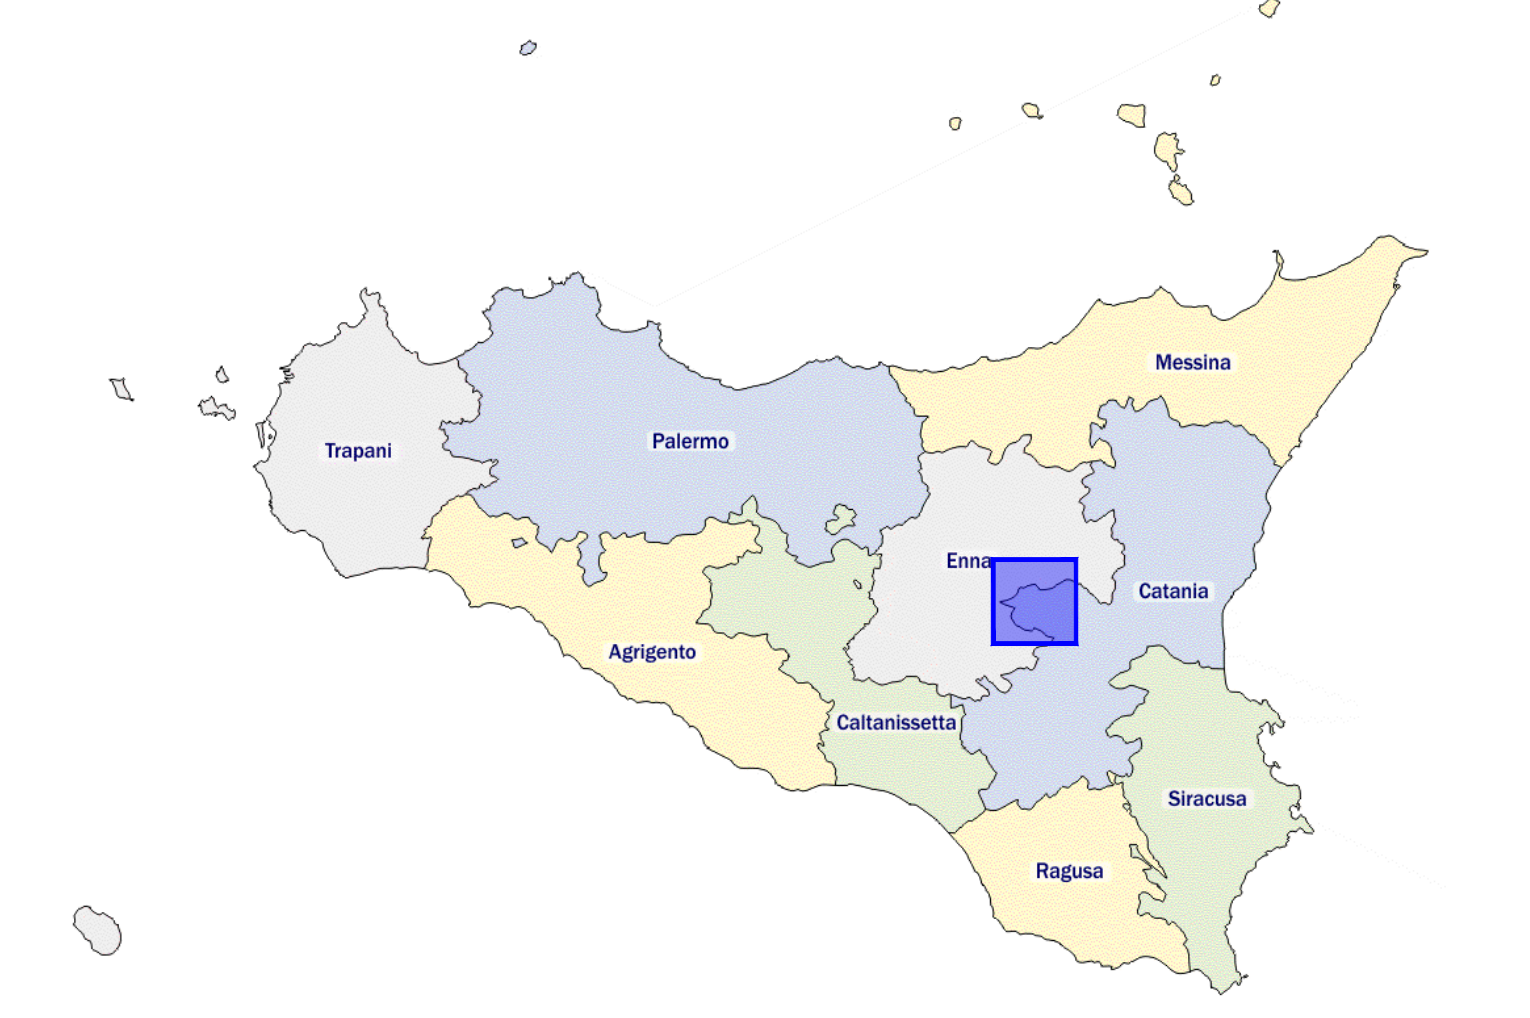 Messina
Trapani
Palermo
Enna
Catania
Agrigento
Caltanissetta
Siracusa
Ragusa